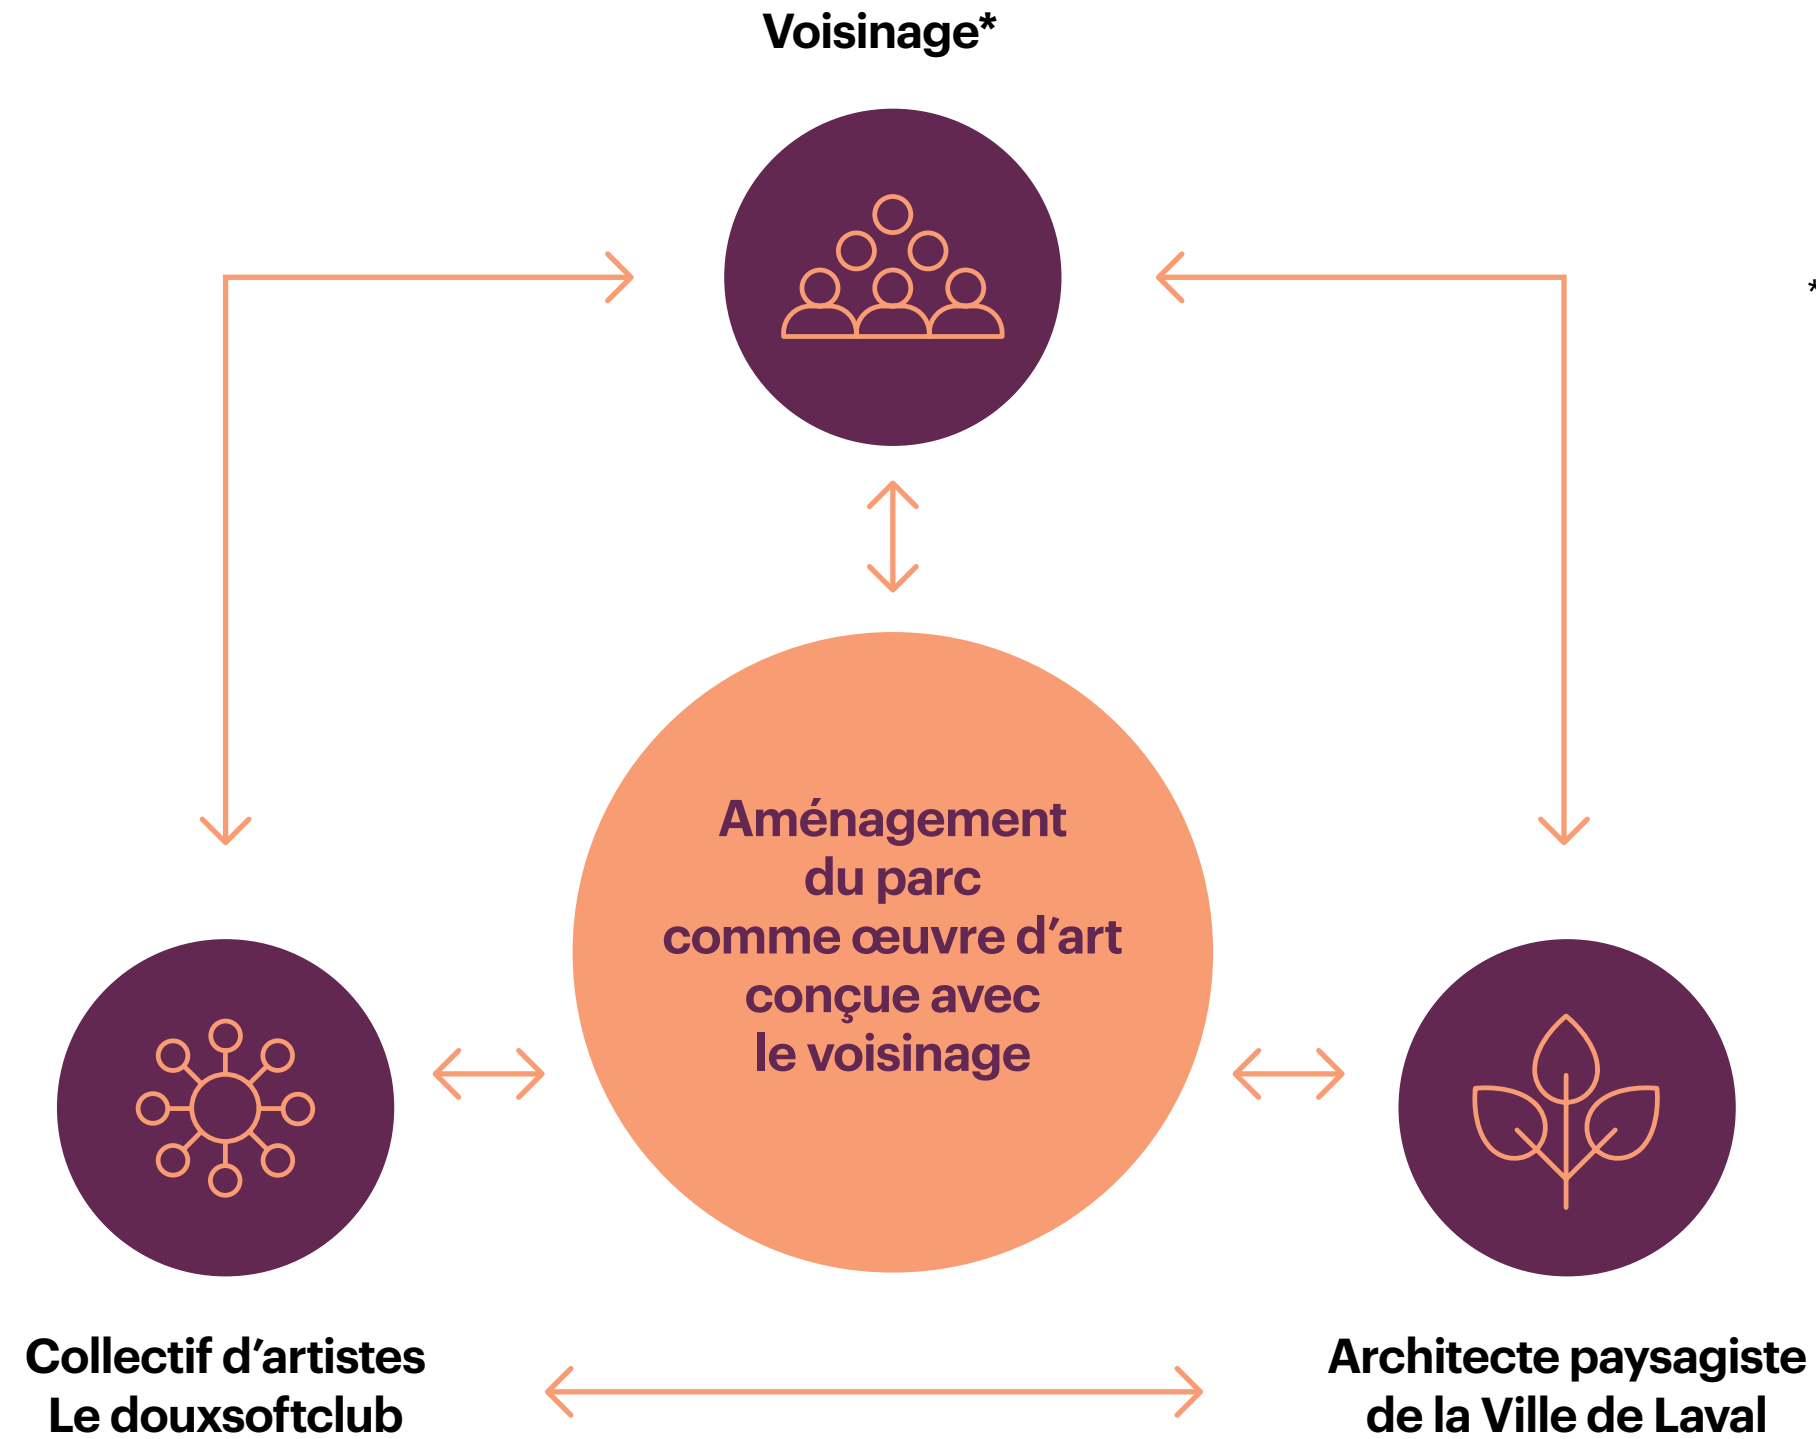 Voisinage*
*
Aménagement
du parc
comme œuvre d’art
conçue avec
le voisinage
Collectif d’artistes
Le douxsoftclub
Architecte paysagiste
de la Ville de Laval